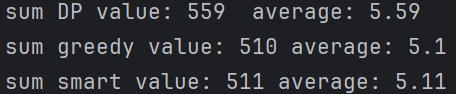 sum DP value: 559  average: 5.59
sum greedy value: 510 average: 5.1
sum smart value: 511 average: 5.11